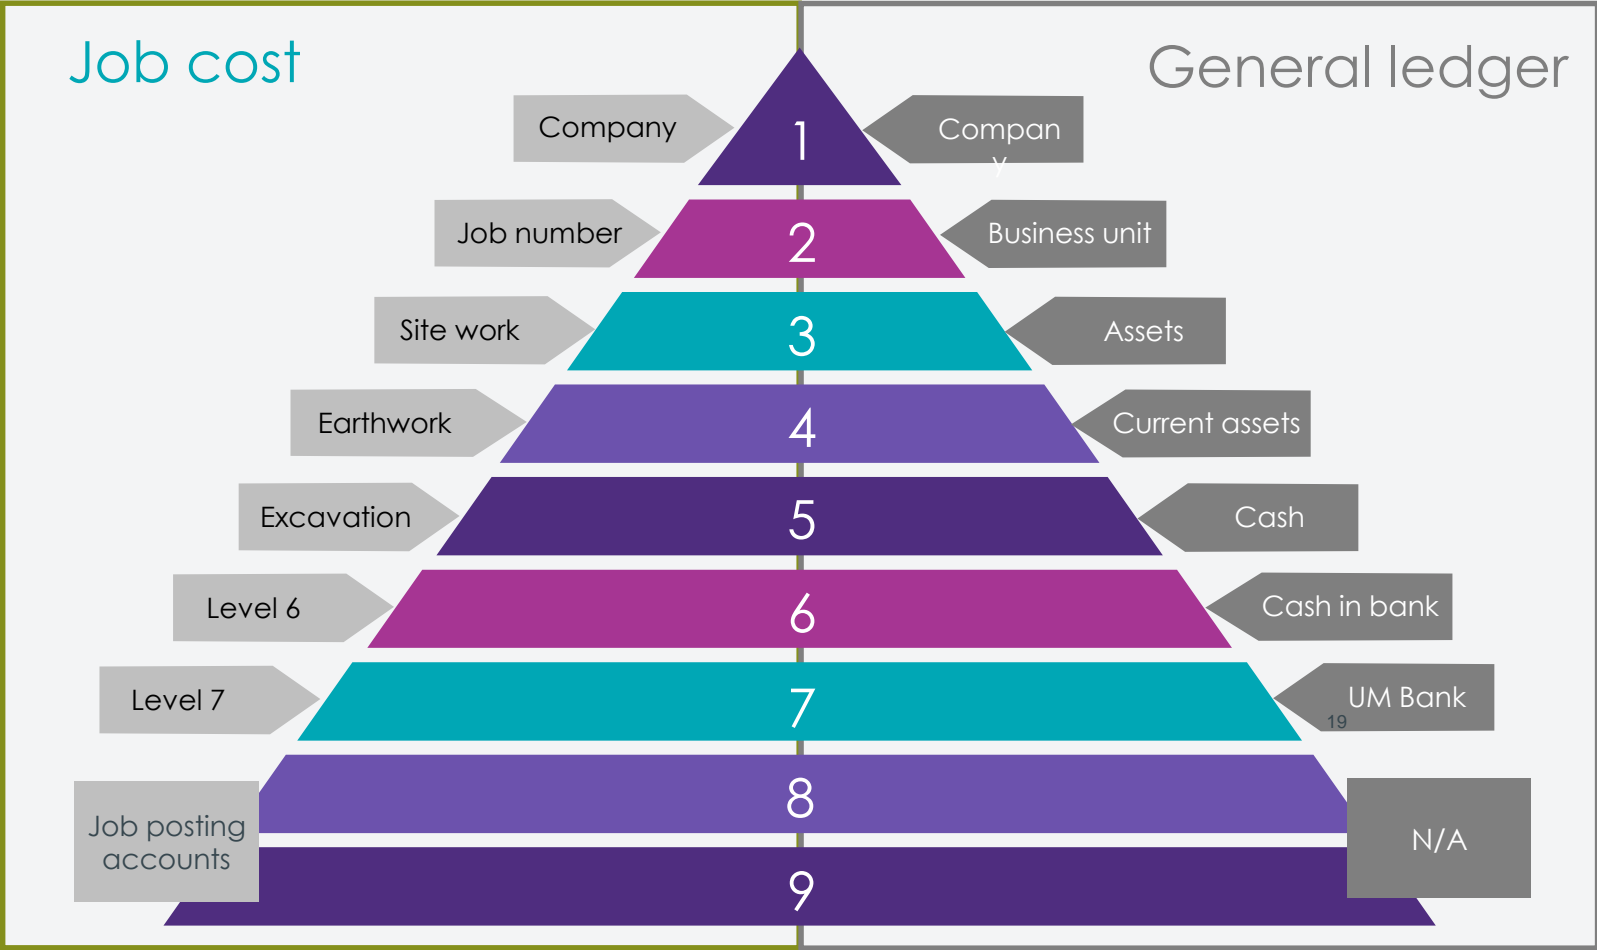 Job cost
General ledger
Company
1
Compan
y
Job number
2
Business unit
Site work
3
Assets
Earthwork
4
Current assets
Excavation
5
Cash
Level 6
6
Cash in bank
Level 7
7
UM Bank
19
8
Job posting
accounts
N/A
9